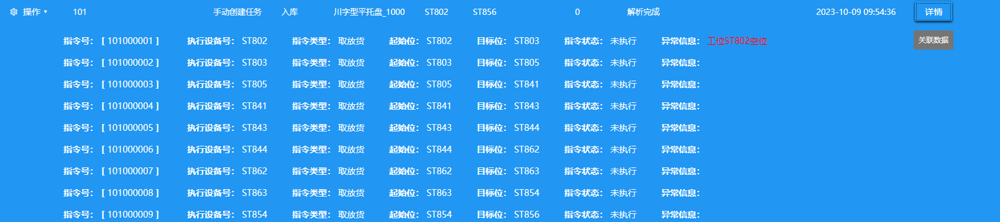 操作 101 手动创建任务 入库 川字型平托盘_1000 ST802 ST856 0 解析完成 2023-10-09 09:54:36 详情
指令号： [ 101000001 ] 执行设备号： ST802 指令类型： 取放货 起始位： ST802 目标位： ST803 指令状态： 未执行 异常信息： 工位ST802空位 关联数据
指令号： [ 101000002 ] 执行设备号： ST803 指令类型： 取放货 起始位： ST803 目标位： ST805 指令状态： 未执行 异常信息：
指令号： [ 101000003 ] 执行设备号： ST805 指令类型： 取放货 起始位： ST805 目标位： ST841 指令状态： 未执行 异常信息：
指令号： [ 101000004 ] 执行设备号： ST841 指令类型： 取放货 起始位： ST841 目标位： ST843 指令状态： 未执行 异常信息：
指令号： [ 101000005 ] 执行设备号： ST843 指令类型： 取放货 起始位： ST843 目标位： ST844 指令状态： 未执行 异常信息：
指令号： [ 101000006 ] 执行设备号： ST844 指令类型： 取放货 起始位： ST844 目标位： ST862 指令状态： 未执行 异常信息：
指令号： [ 101000007 ] 执行设备号： ST862 指令类型： 取放货 起始位： ST862 目标位： ST863 指令状态： 未执行 异常信息：
指令号： [ 101000008 ] 执行设备号： ST863 指令类型： 取放货 起始位： ST863 目标位： ST854 指令状态： 未执行 异常信息：
指令号： [ 101000009 ] 执行设备号： ST854 指令类型： 取放货 起始位： ST854 目标位： ST856 指令状态： 未执行 异常信息：